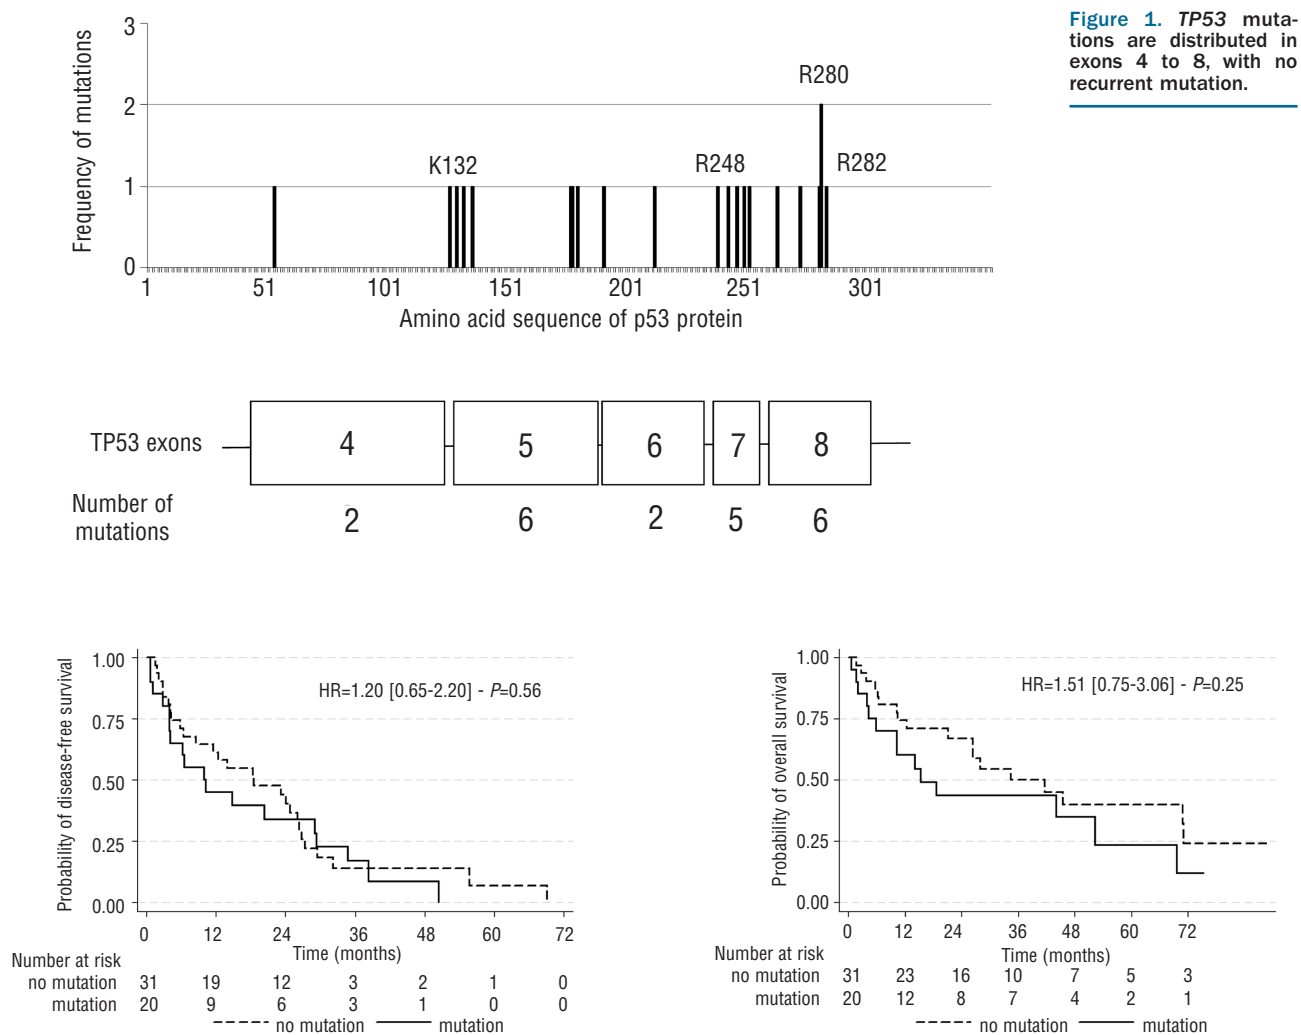 Figure 1. TP53 muta-
tions are distributed in
exons 4 to 8, with no
recurrent mutation.
Frequency of mutations
3
2
1
0
K132
R248
R280
R282
1 51 101 151 201 251 301
Amino acid sequence of p53 protein
TP53 exons 4 5 6 7 8
Number of
mutations
2 6 2 5 6
Probability of disease-free survival
1.00
0.75
0.50
0.25
0.00
HR=1.20 [0.65-2.20] - P=0.56
0 12 24 36 48 60 72
Time (months)
Number at risk
no mutation 31 19 12 3 2 1 0
mutation 20 9 6 3 1 0 0
no mutation mutation
Probability of overall survival
1.00
0.75
0.50
0.25
0.00
HR=1.51 [0.75-3.06] - P=0.25
0 12 24 36 48 60 72
Time (months)
Number at risk
no mutation 31 23 16 10 7 5 3
mutation 20 12 8 7 4 2 1
no mutation mutation